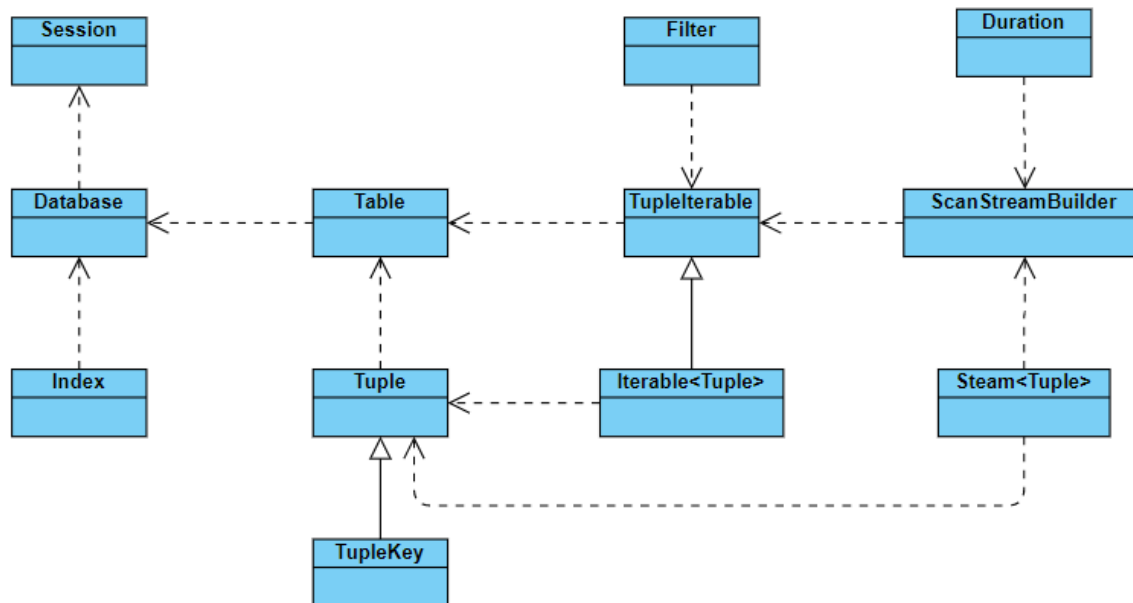 Session
Filter
Duration
Database
Table
TupleIterable
ScanStreamBuilder
Index
Tuple
Iterable<Tuple>
Steam<Tuple>
TupleKey